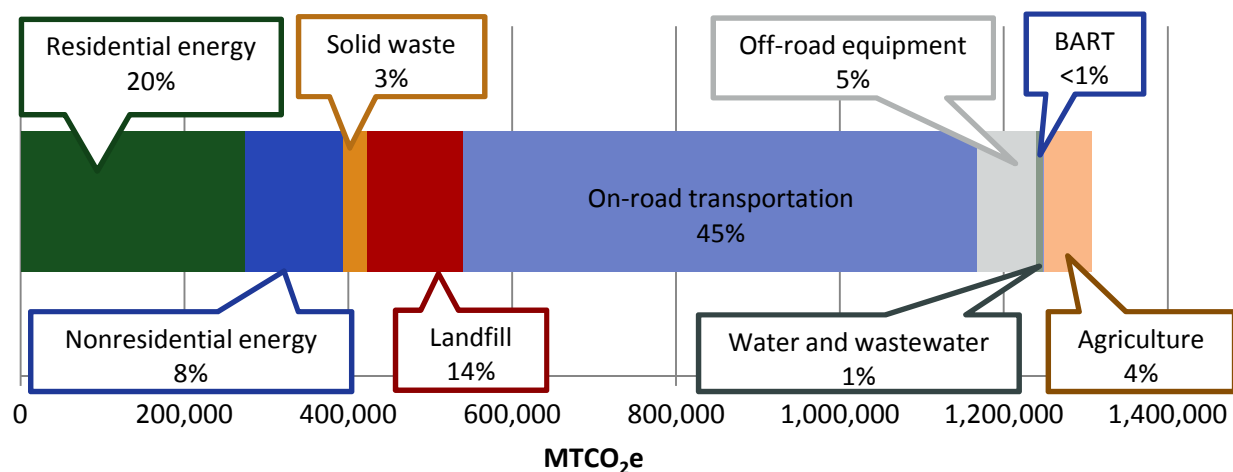 Residential energy
20%
Solid waste
3%
Off-road equipment
5%
BART
<1%
On-road transportation
45%
Nonresidential energy
8%
Landfill
14%
Water and wastewater
1%
Agriculture
4%
0 200,000 400,000 600,000 800,000 1,000,000 1,200,000 1,400,000
MTCO₂e